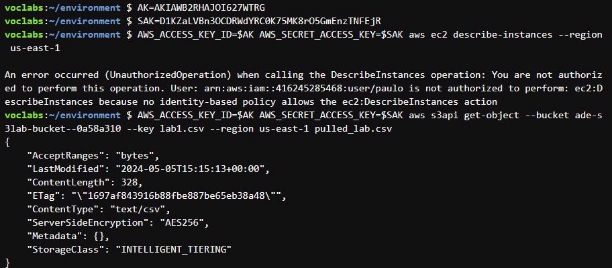 voclabs:~/environment $ AK=AKIAWB2RHAJOI627WTRG
voclabs:~/environment $ SAK=D1KZaLVBn3OCDRWdYRC0K75MK8rO5GmEnzTNFEjR
voclabs:~/environment $ AWS_ACCESS_KEY_ID=$AK AWS_SECRET_ACCESS_KEY=$SAK aws ec2 describe-instances --region
us-east-1
An error occurred (UnauthorizedOperation) when calling the DescribeInstances operation: You are not authoriz
ed to perform this operation. User: arn:aws:iam::416245285468:user/paulo is not authorized to perform: ec2:D
escribeInstances because no identity-based policy allows the ec2:DescribeInstances action
voclabs:~/environment $ AWS_ACCESS_KEY_ID=$AK AWS_SECRET_ACCESS_KEY=$SAK aws s3api get-object --bucket ade-s
3lab-bucket--0a58a310 --key lab1.csv --region us-east-1 pulled_lab.csv
{
"AcceptRanges": "bytes",
"LastModified": "2024-05-05T15:15:13+00:00",
"ContentLength": 328,
"ETag": "\"1697af843916b88fbe887be65eb38a48\"",
"ContentType": "text/csv",
"ServerSideEncryption": "AES256",
"Metadata": {},
"StorageClass": "INTELLIGENT_TIERING"
}